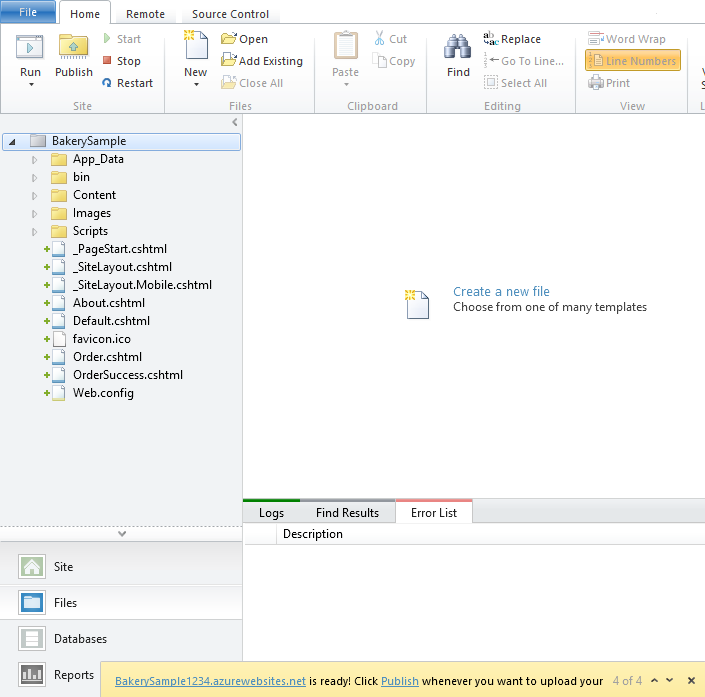 File Home Remote Source Control
Run
Publish
Start
Stop
Restart
Site
New
Open
Add Existing
Close All
Files
Paste
Cut
Copy
Clipboard
Find
Replace
Go To Line...
Select All
Editing
Word Wrap
Line Numbers
Print
View
BakerySample
App_Data
bin
Content
Images
Scripts
_PageStart.cshtml
_SiteLayout.cshtml
_SiteLayout.Mobile.cshtml
About.cshtml
Default.cshtml
favicon.ico
Order.cshtml
OrderSuccess.cshtml
Web.config
Create a new file
Choose from one of many templates
Logs Find Results Error List
Description
Site
Files
Databases
Reports
BakerySample1234.azurewebsites.net is ready! Click Publish whenever you want to upload your 4 of 4